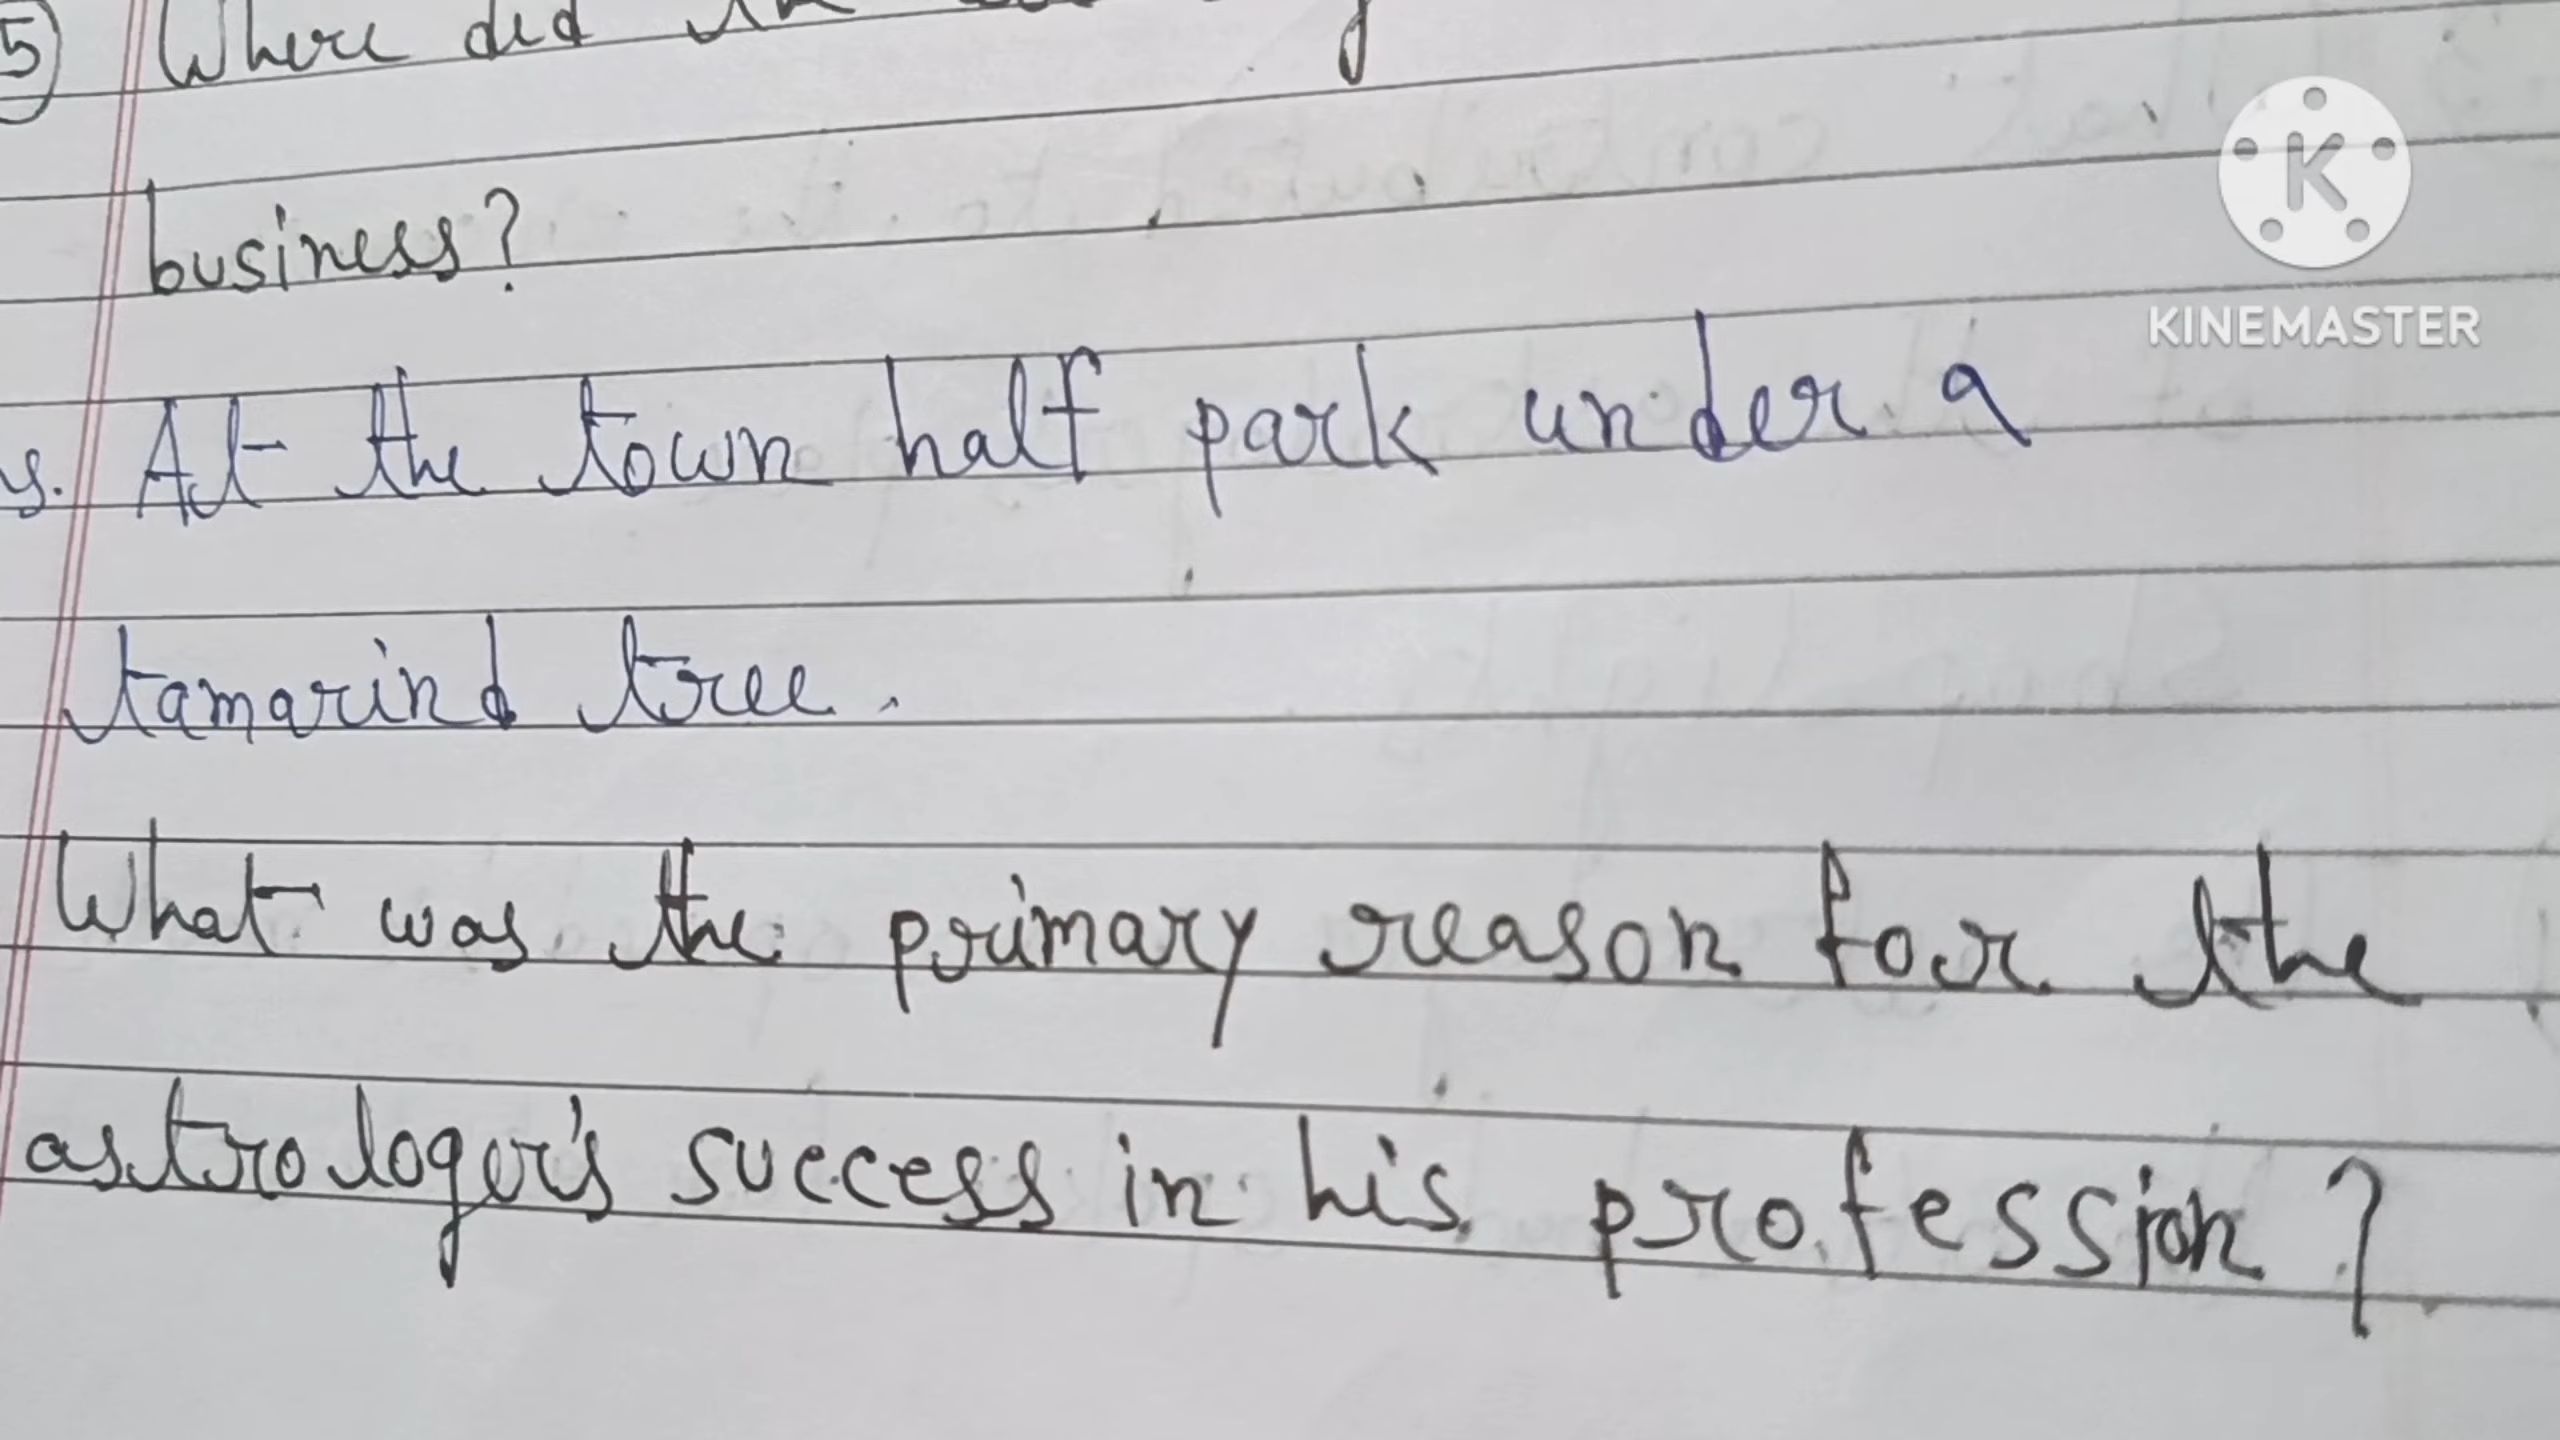 5 Where did the
business?
s. At the town half park under a
tamarind tree.
What was the primary reason for the
astrologer's success in his profession?
K
KINEMASTER